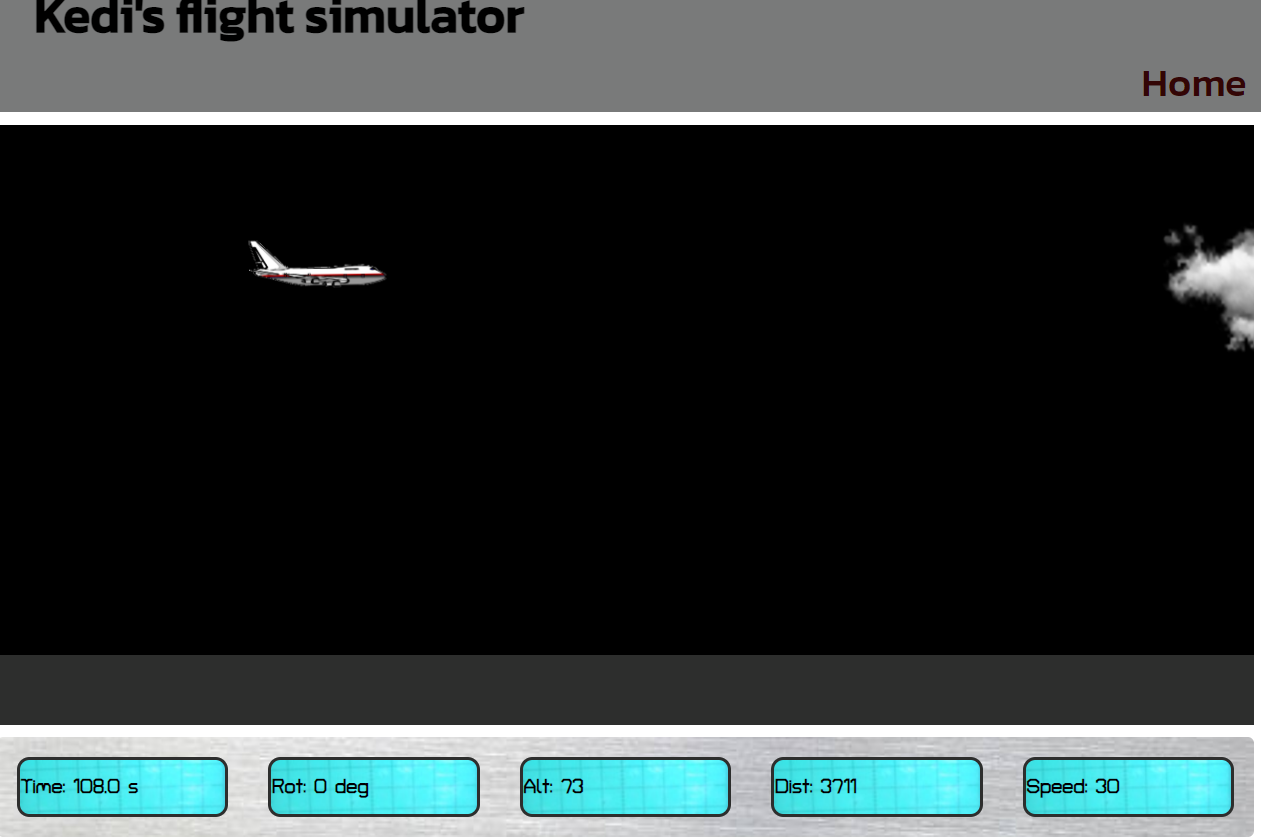 Kedi's flight simulator
Home
Time: 108.0 s
Rot: 0 deg
Alt: 73
Dist: 3711
Speed: 30